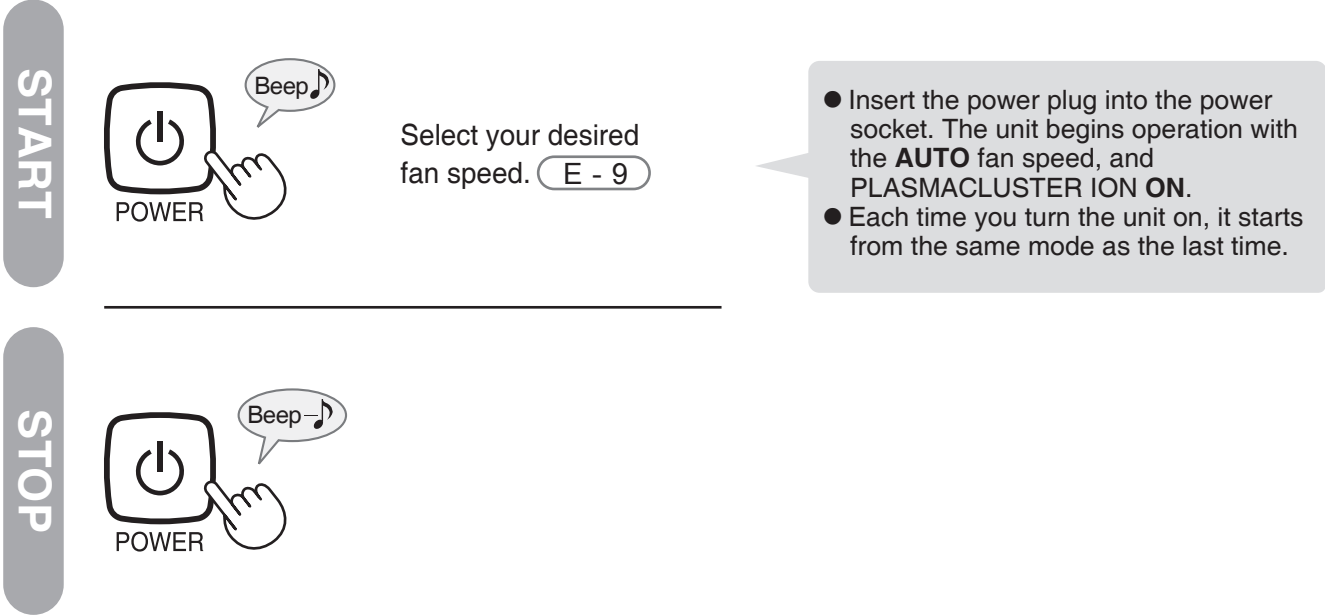 START
Beep♪
POWER
Select your desired
fan speed. E - 9
● Insert the power plug into the power
socket. The unit begins operation with
the AUTO fan speed, and
PLASMACLUSTER ION ON.
● Each time you turn the unit on, it starts
from the same mode as the last time.
STOP
Beep–♪
POWER